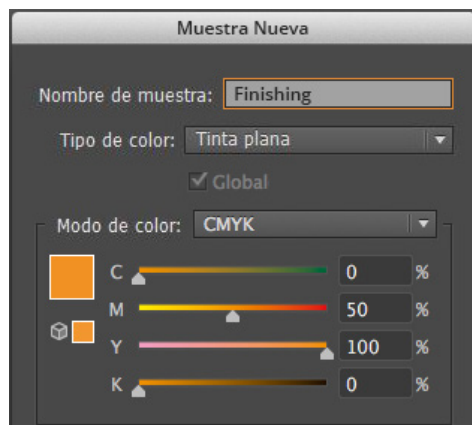 Muestra Nueva
Nombre de muestra: Finishing
Tipo de color: Tinta plana
Global
Modo de color: CMYK
C 0 %
M 50 %
Y 100 %
K 0 %